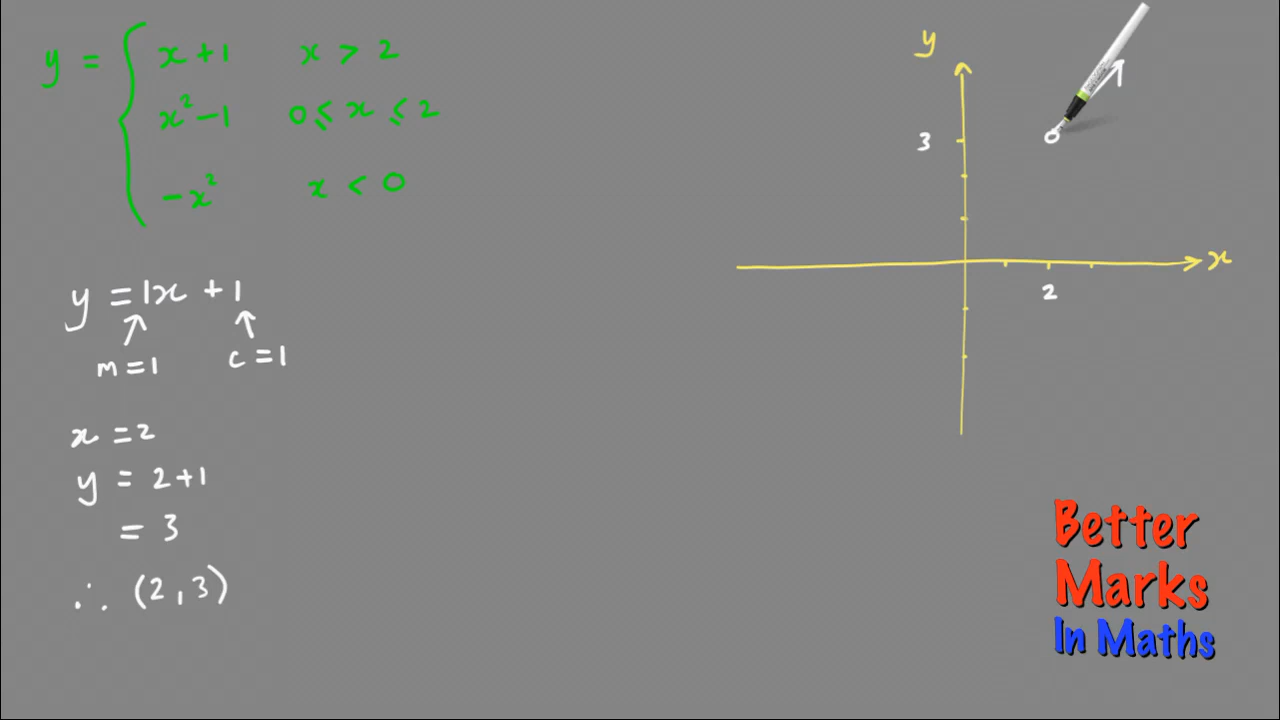 y = { x + 1 x > 2
x² - 1 0 ≤ x ≤ 2
-x² x < 0
y = 1x + 1
m = 1 c = 1
x = 2
y = 2 + 1
= 3
∴ (2, 3)
y
3
x
2
Better
Marks
In Maths